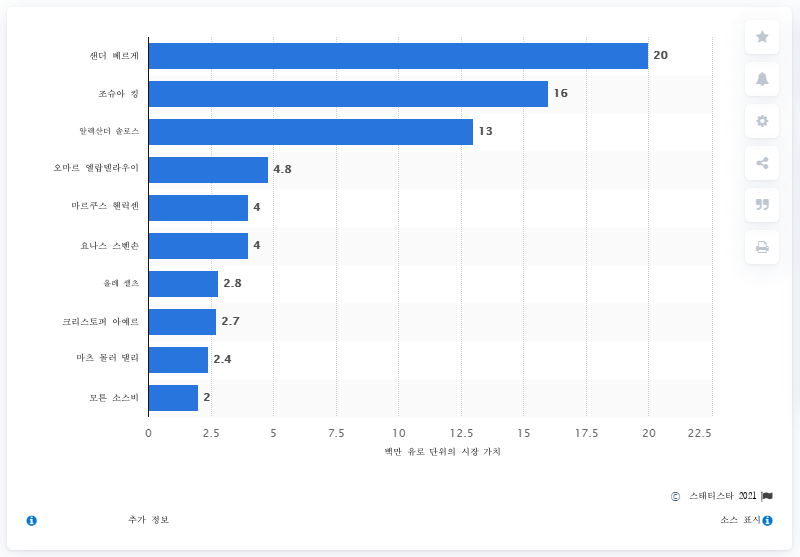 샌더 베르게
20
조슈아 킹
16
알렉산더 솔로스
13
오마르 엘람델라우이
4.8
마르쿠스 헨릭센
4
요나스 스벤손
4
올레 셀츠
2.8
크리스토퍼 아예르
2.7
마츠 몰러 댈리
2.4
모튼 소스비
2
0 2.5 5 7.5 10 12.5 15 17.5 20 22.5
백만 유로 단위의 시장 가치
© 스태티스타 2021
추가 정보
소스 표시